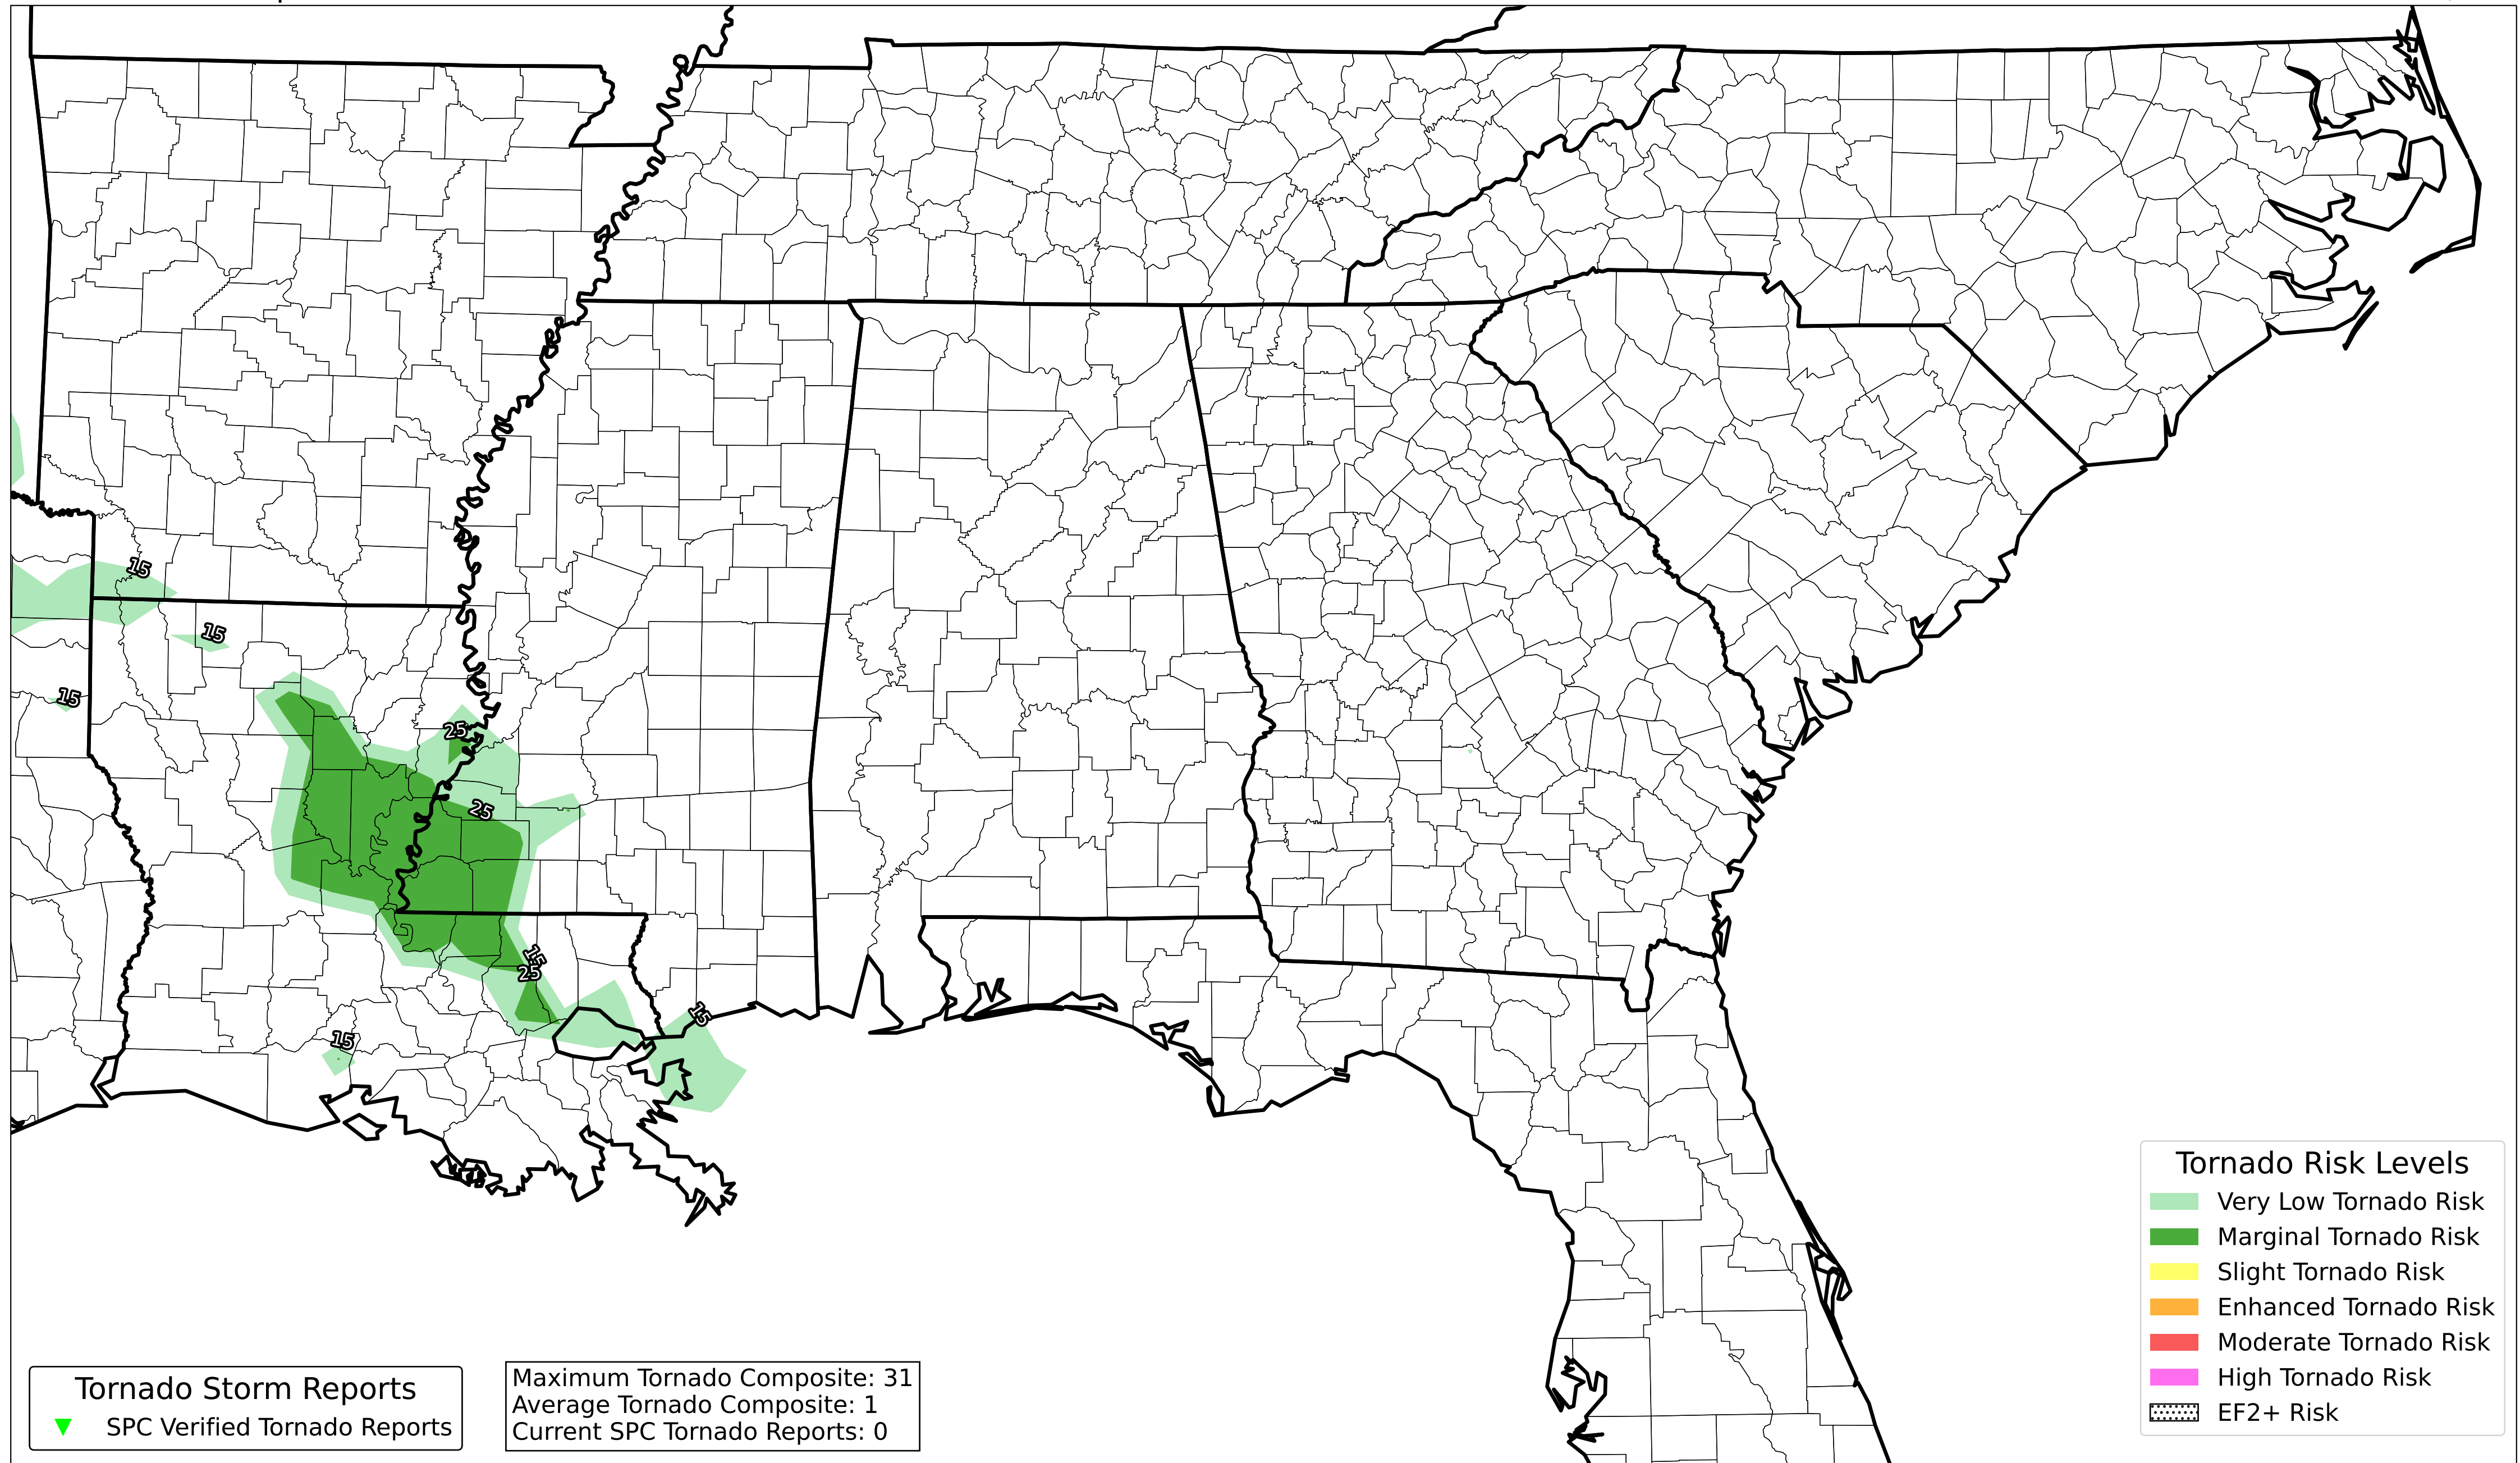 15
15
15
25
25
15
25
15
15
Tornado Risk Levels
Very Low Tornado Risk
Marginal Tornado Risk
Slight Tornado Risk
Enhanced Tornado Risk
Moderate Tornado Risk
High Tornado Risk
EF2+ Risk
Tornado Storm Reports
SPC Verified Tornado Reports
Maximum Tornado Composite: 31
Average Tornado Composite: 1
Current SPC Tornado Reports: 0